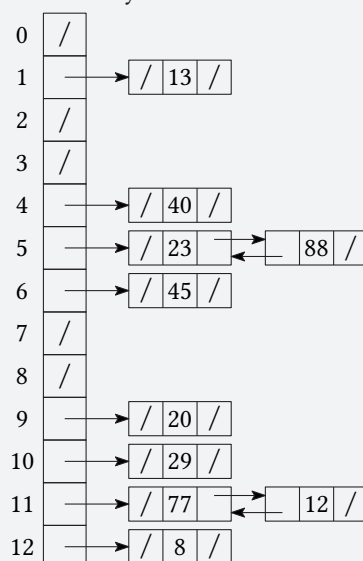 0 /
1 / 13 /
2 /
3 /
4 / 40 /
5 / 23 88 /
6 / 45 /
7 /
8 /
9 / 20 /
10 / 29 /
11 / 77 12 /
12 / 8 /